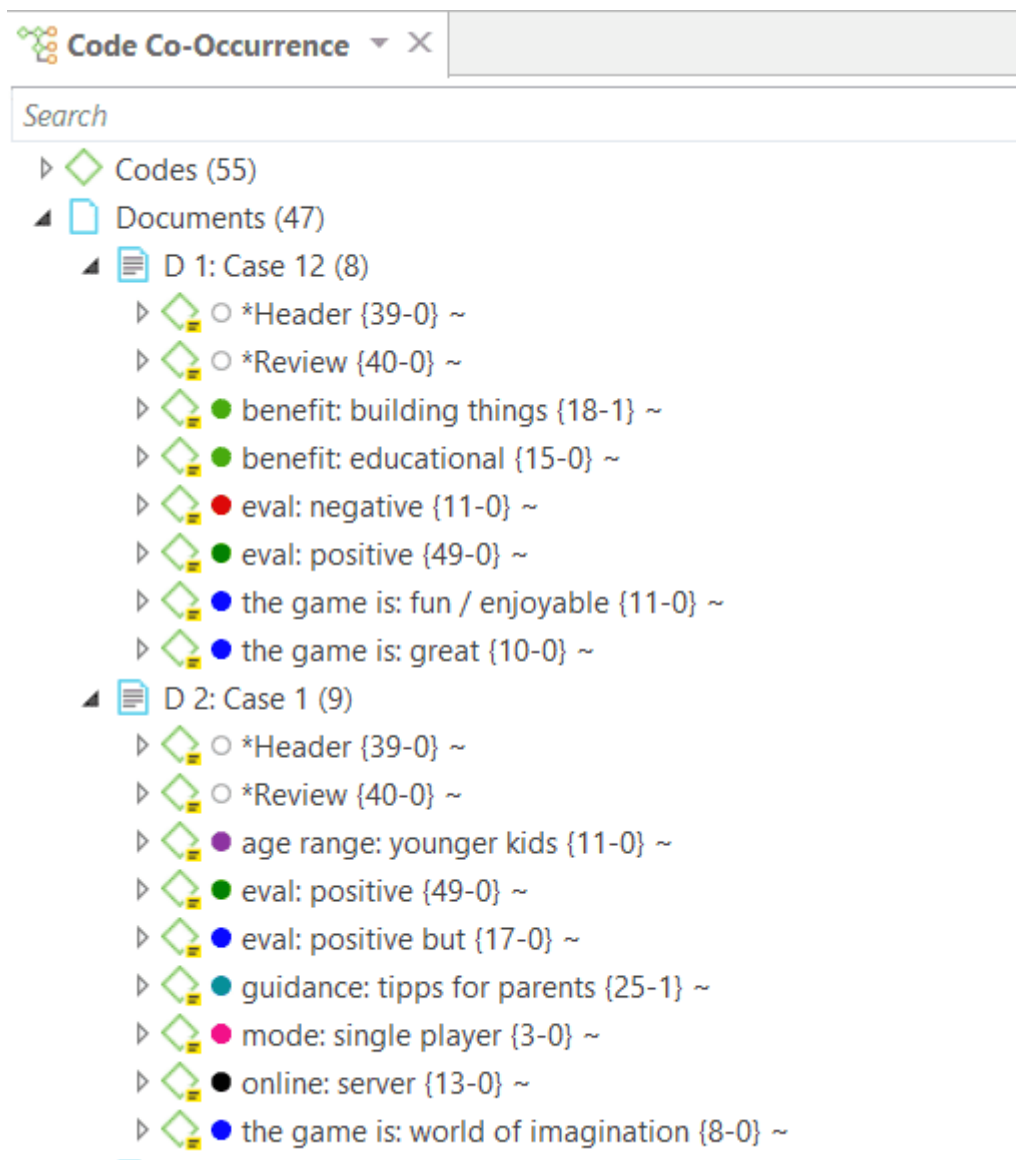 Code Co-Occurrence
Search
Codes (55)
Documents (47)
D 1: Case 12 (8)
*Header {39-0} ~
*Review {40-0} ~
benefit: building things {18-1} ~
benefit: educational {15-0} ~
eval: negative {11-0} ~
eval: positive {49-0} ~
the game is: fun / enjoyable {11-0} ~
the game is: great {10-0} ~
D 2: Case 1 (9)
*Header {39-0} ~
*Review {40-0} ~
age range: younger kids {11-0} ~
eval: positive {49-0} ~
eval: positive but {17-0} ~
guidance: tipps for parents {25-1} ~
mode: single player {3-0} ~
online: server {13-0} ~
the game is: world of imagination {8-0} ~